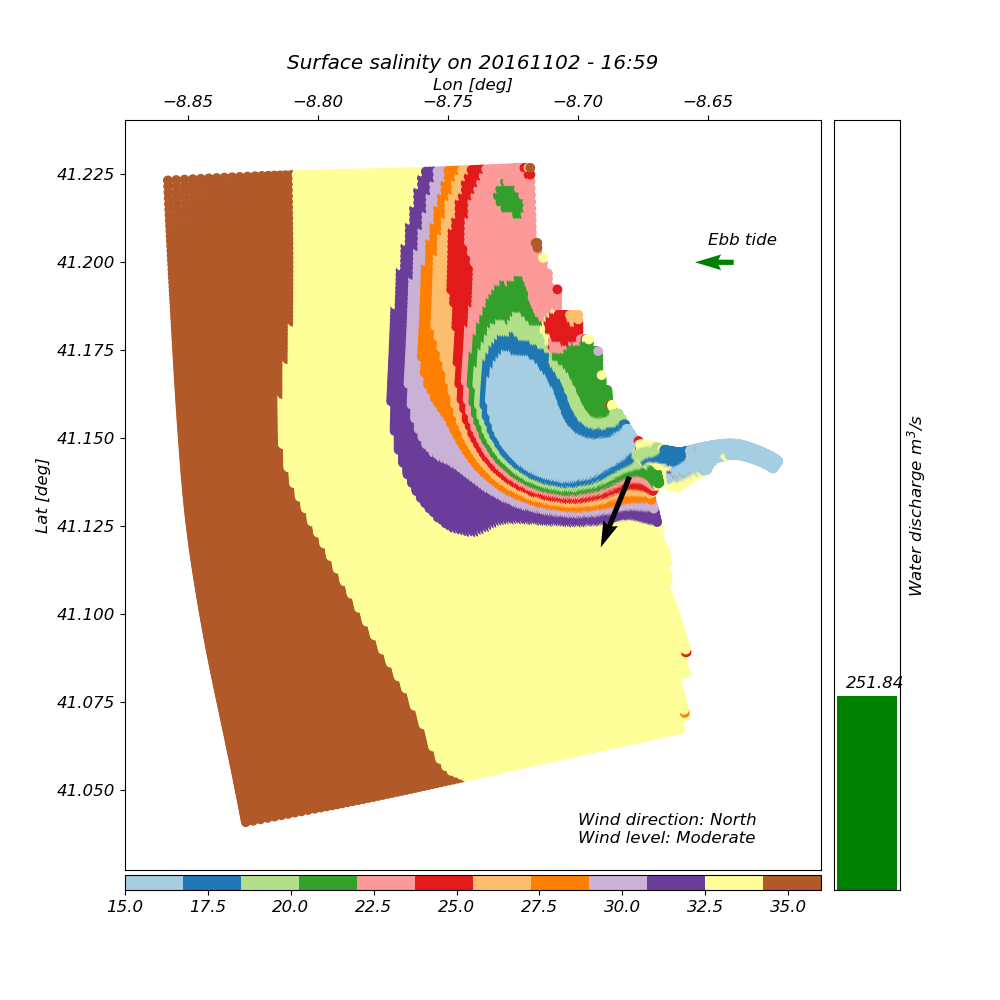 Surface salinity on 20161102 - 16:59
Lon [deg]
−8.85 −8.80 −8.75 −8.70 −8.65
41.225
41.200
41.175
41.150
41.125
41.100
41.075
41.050
Lat [deg]
Ebb tide
Wind direction: North
Wind level: Moderate
15.0 17.5 20.0 22.5 25.0 27.5 30.0 32.5 35.0
251.84
Water discharge m³/s